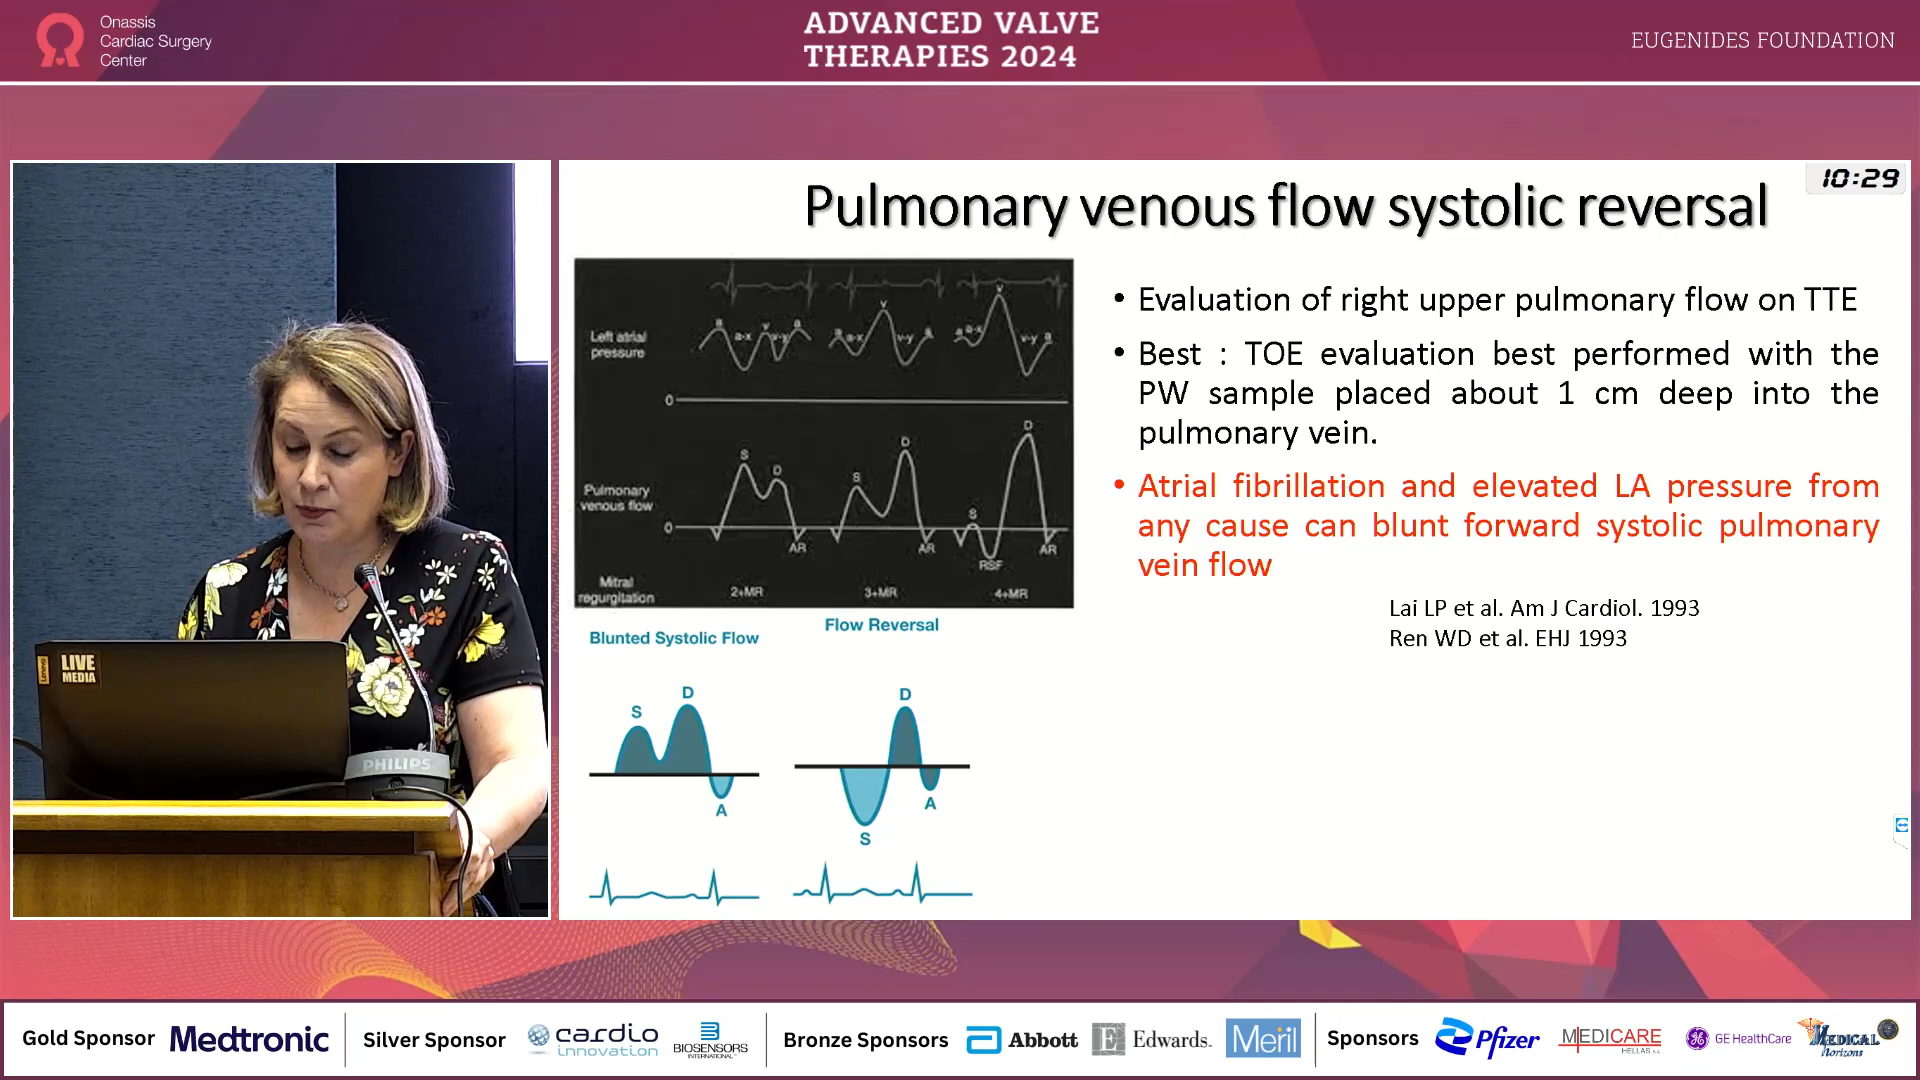 Onassis
Cardiac Surgery
Center
ADVANCED VALVE
THERAPIES 2024
EUGENIDES FOUNDATION
10:29
Pulmonary venous flow systolic reversal
Left atrial
pressure
a a-x v v-y a
a a-x v v-y a
a a-x v v-y a
0
Pulmonary
venous flow
S D AR
S D AR
S RSF D AR
0
Mitral
regurgitation
2+MR 3+MR 4+MR
Blunted Systolic Flow
Flow Reversal
S D A
D S A
• Evaluation of right upper pulmonary flow on TTE
• Best : TOE evaluation best performed with the
PW sample placed about 1 cm deep into the
pulmonary vein.
• Atrial fibrillation and elevated LA pressure from
any cause can blunt forward systolic pulmonary
vein flow
Lai LP et al. Am J Cardiol. 1993
Ren WD et al. EHJ 1993
Lenovo
LIVE
MEDIA
PHILIPS
Gold Sponsor Medtronic
Silver Sponsor cardio
innovation
BIOSENSORS
INTERNATIONAL
Bronze Sponsors Abbott
E Edwards.
Meril
Sponsors Pfizer
MEDICARE
HELLAS S.A.
GE HealthCare
MEDICAL
Horizons